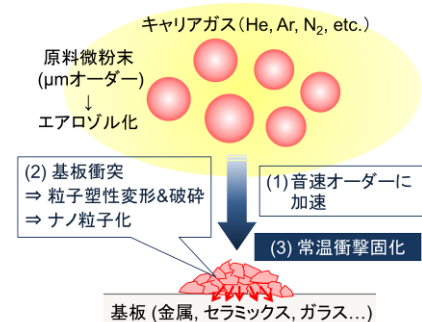 キャリアガス（He, Ar, N₂, etc.）
原料微粉末
(μmオーダー)
↓
エアロゾル化
(2) 基板衝突
⇒ 粒子塑性変形&破砕
⇒ ナノ粒子化
(1) 音速オーダーに
加速
(3) 常温衝撃固化
基板 (金属, セラミックス, ガラス…)